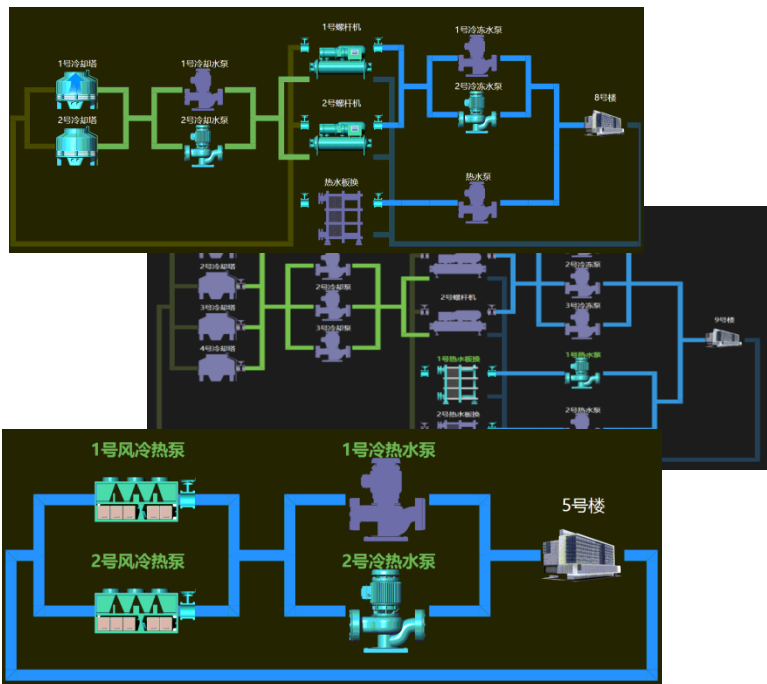 1号螺杆机
1号冷冻水泵
1号冷却塔
1号冷却水泵
2号螺杆机
2号冷冻水泵
8号楼
2号冷却塔
2号冷却水泵
热水板换
热水泵
2号冷却塔
2号冷冻泵
2号冷却泵
2号螺杆机
3号冷却塔
3号冷冻泵
9号楼
3号冷却泵
4号冷却塔
1号热水板换
1号热水泵
2号热水板换
2号热水泵
1号风冷热泵
1号冷热水泵
5号楼
2号风冷热泵
2号冷热水泵